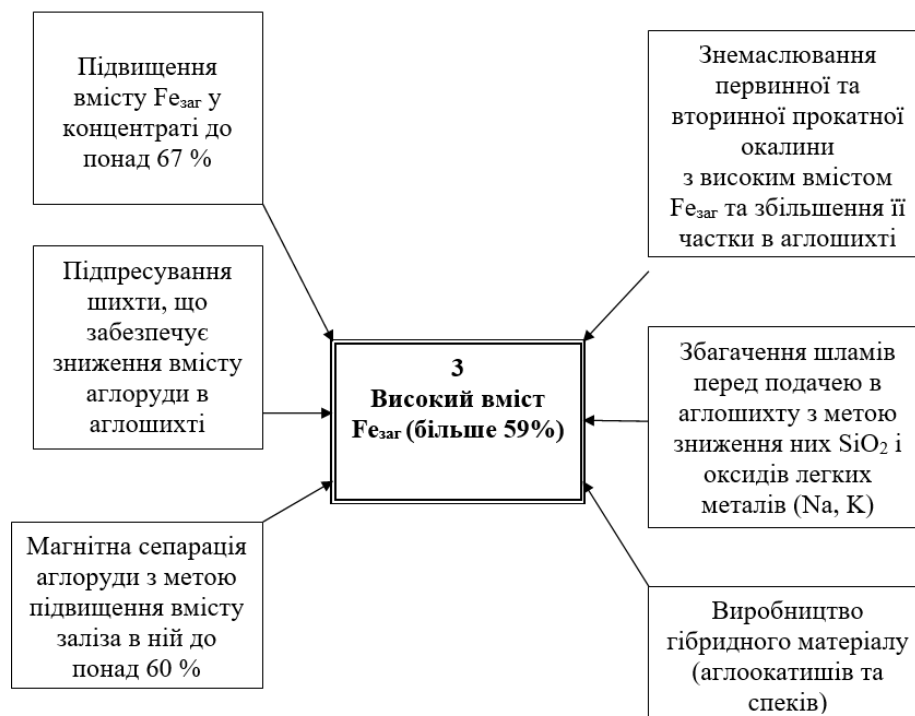 Підвищення
вмісту Feзаг у
концентраті до
понад 67 %
Підпресування
шихти, що
забезпечує
зниження вмісту
аглоруди в
аглошихті
Магнітна сепарація
аглоруди з метою
підвищення вмісту
заліза в ній до
понад 60 %
3
Високий вміст
Feзаг (більше 59%)
Знемаслювання
первинної та
вторинної прокатної
окалини
з високим вмістом
Feзаг та збільшення її
частки в аглошихті
Збагачення шламів
перед подачею в
аглошихту з метою
зниження них SiO₂ і
оксидів легких
металів (Na, K)
Виробництво
гібридного матеріалу
(аглоокатишів та
спеків)